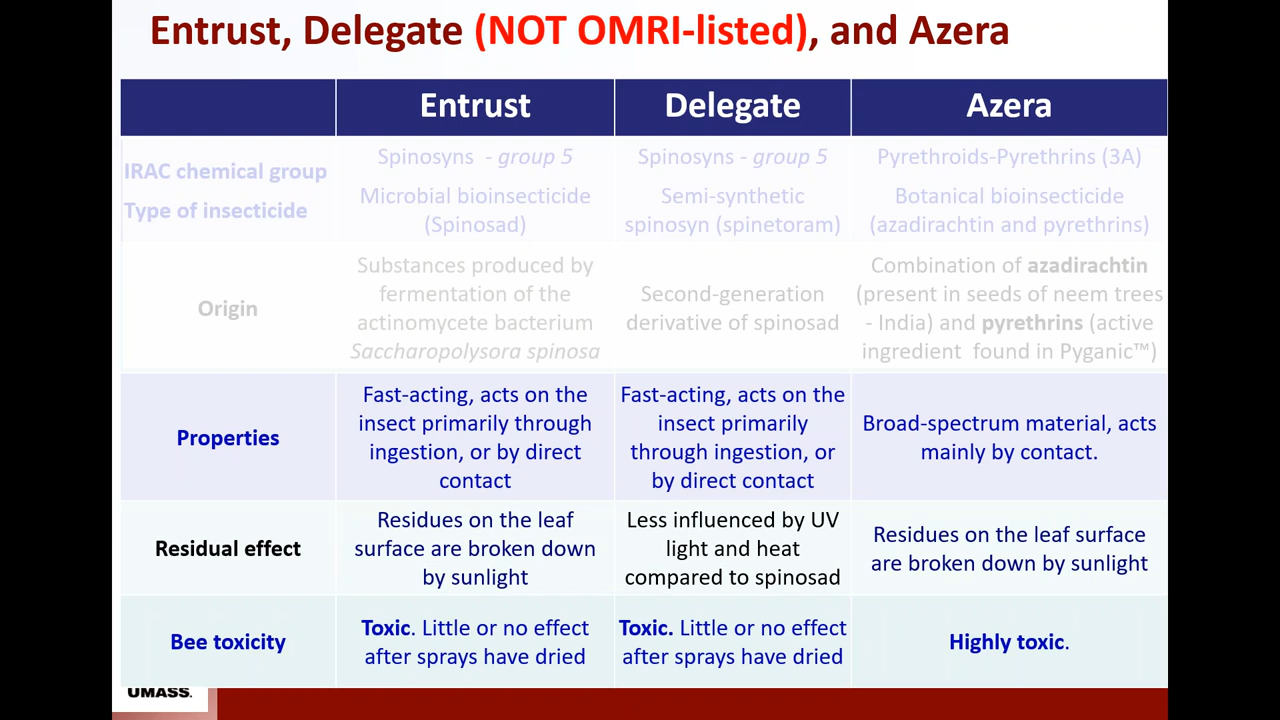 Entrust, Delegate (NOT OMRI-listed), and Azera
Entrust
Delegate
Azera
IRAC chemical group
Type of insecticide
Spinosyns - group 5
Microbial bioinsecticide
(Spinosad)
Spinosyns - group 5
Semi-synthetic
spinosyn (spinetoram)
Pyrethroids-Pyrethrins (3A)
Botanical bioinsecticide
(azadirachtin and pyrethrins)
Origin
Substances produced by
fermentation of the
actinomycete bacterium
Saccharopolysora spinosa
Second-generation
derivative of spinosad
Combination of azadirachtin
(present in seeds of neem trees
- India) and pyrethrins (active
ingredient found in Pyganic™)
Properties
Fast-acting, acts on the
insect primarily through
ingestion, or by direct
contact
Fast-acting, acts on the
insect primarily
through ingestion, or
by direct contact
Broad-spectrum material, acts
mainly by contact.
Residual effect
Residues on the leaf
surface are broken down
by sunlight
Less influenced by UV
light and heat
compared to spinosad
Residues on the leaf surface
are broken down by sunlight
Bee toxicity
Toxic. Little or no effect
after sprays have dried
Toxic. Little or no effect
after sprays have dried
Highly toxic.
UMASS.